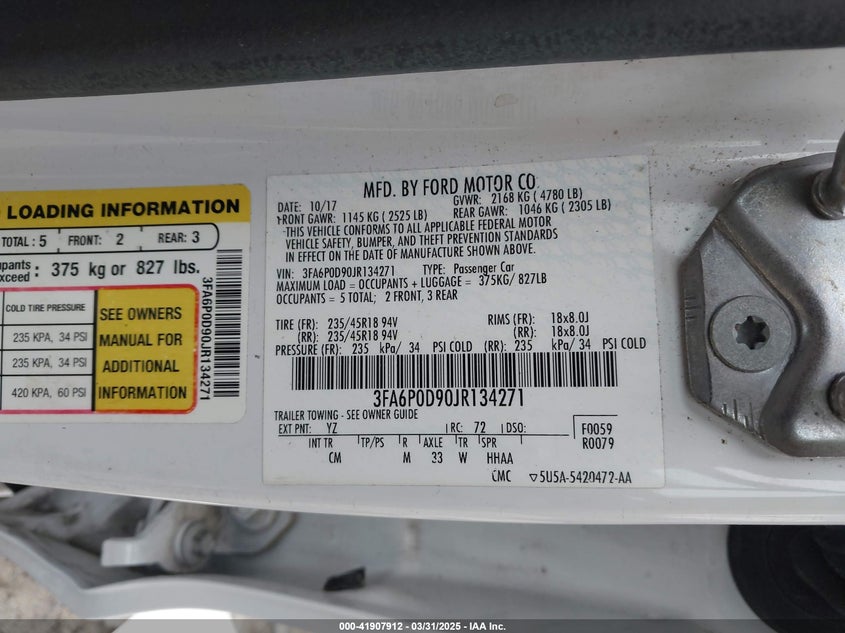 LOADING INFORMATION
TOTAL : 5 FRONT: 2 REAR: 3
exceed: 375 kg or 827 lbs.
COLD TIRE PRESSURE
235 KPA, 34 PSI
235 KPA, 34 PSI
420 KPA, 60 PSI
SEE OWNERS
MANUAL FOR
ADDITIONAL
INFORMATION
3FA6P0D90JR134271
MFD. BY FORD MOTOR CO.
DATE: 10/17 GVWR: 2168 KG ( 4780 LB)
FRONT GAWR: 1145 KG ( 2525 LB) REAR GAWR: 1046 KG ( 2305 LB)
THIS VEHICLE CONFORMS TO ALL APPLICABLE FEDERAL MOTOR
VEHICLE SAFETY, BUMPER, AND THEFT PREVENTION STANDARDS
IN EFFECT ON THE DATE OF MANUFACTURE SHOWN ABOVE.
VIN: 3FA6P0D90JR134271 TYPE: Passenger Car
MAXIMUM LOAD = OCCUPANTS + LUGGAGE = 375KG/ 827LB
OCCUPANTS = 5 TOTAL; 2 FRONT, 3 REAR
TIRE (FR): 235/45R18 94V RIMS (FR): 18x8.0J
(RR): 235/45R18 94V (RR): 18x8.0J
PRESSURE (FR): 235 kPa/ 34 PSI COLD (RR): 235 kPa/ 34 PSI COLD
3FA6P0D90JR134271
TRAILER TOWING - SEE OWNER GUIDE
EXT PNT: YZ RC: 72 DSO: F0059
INT TR TP/PS R AXLE TR SPR R0079
CM M 33 W HHAA
CMC ▽5U5A-5420472-AA
000-41907912 - 03/31/2025 - IAA Inc.